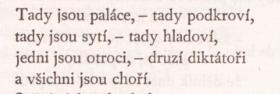 Tady jsou paláce, – tady podkroví,
tady jsou sytí, – tady hladoví,
jedni jsou otroci, – druzí diktátoři
a všichni jsou choří.